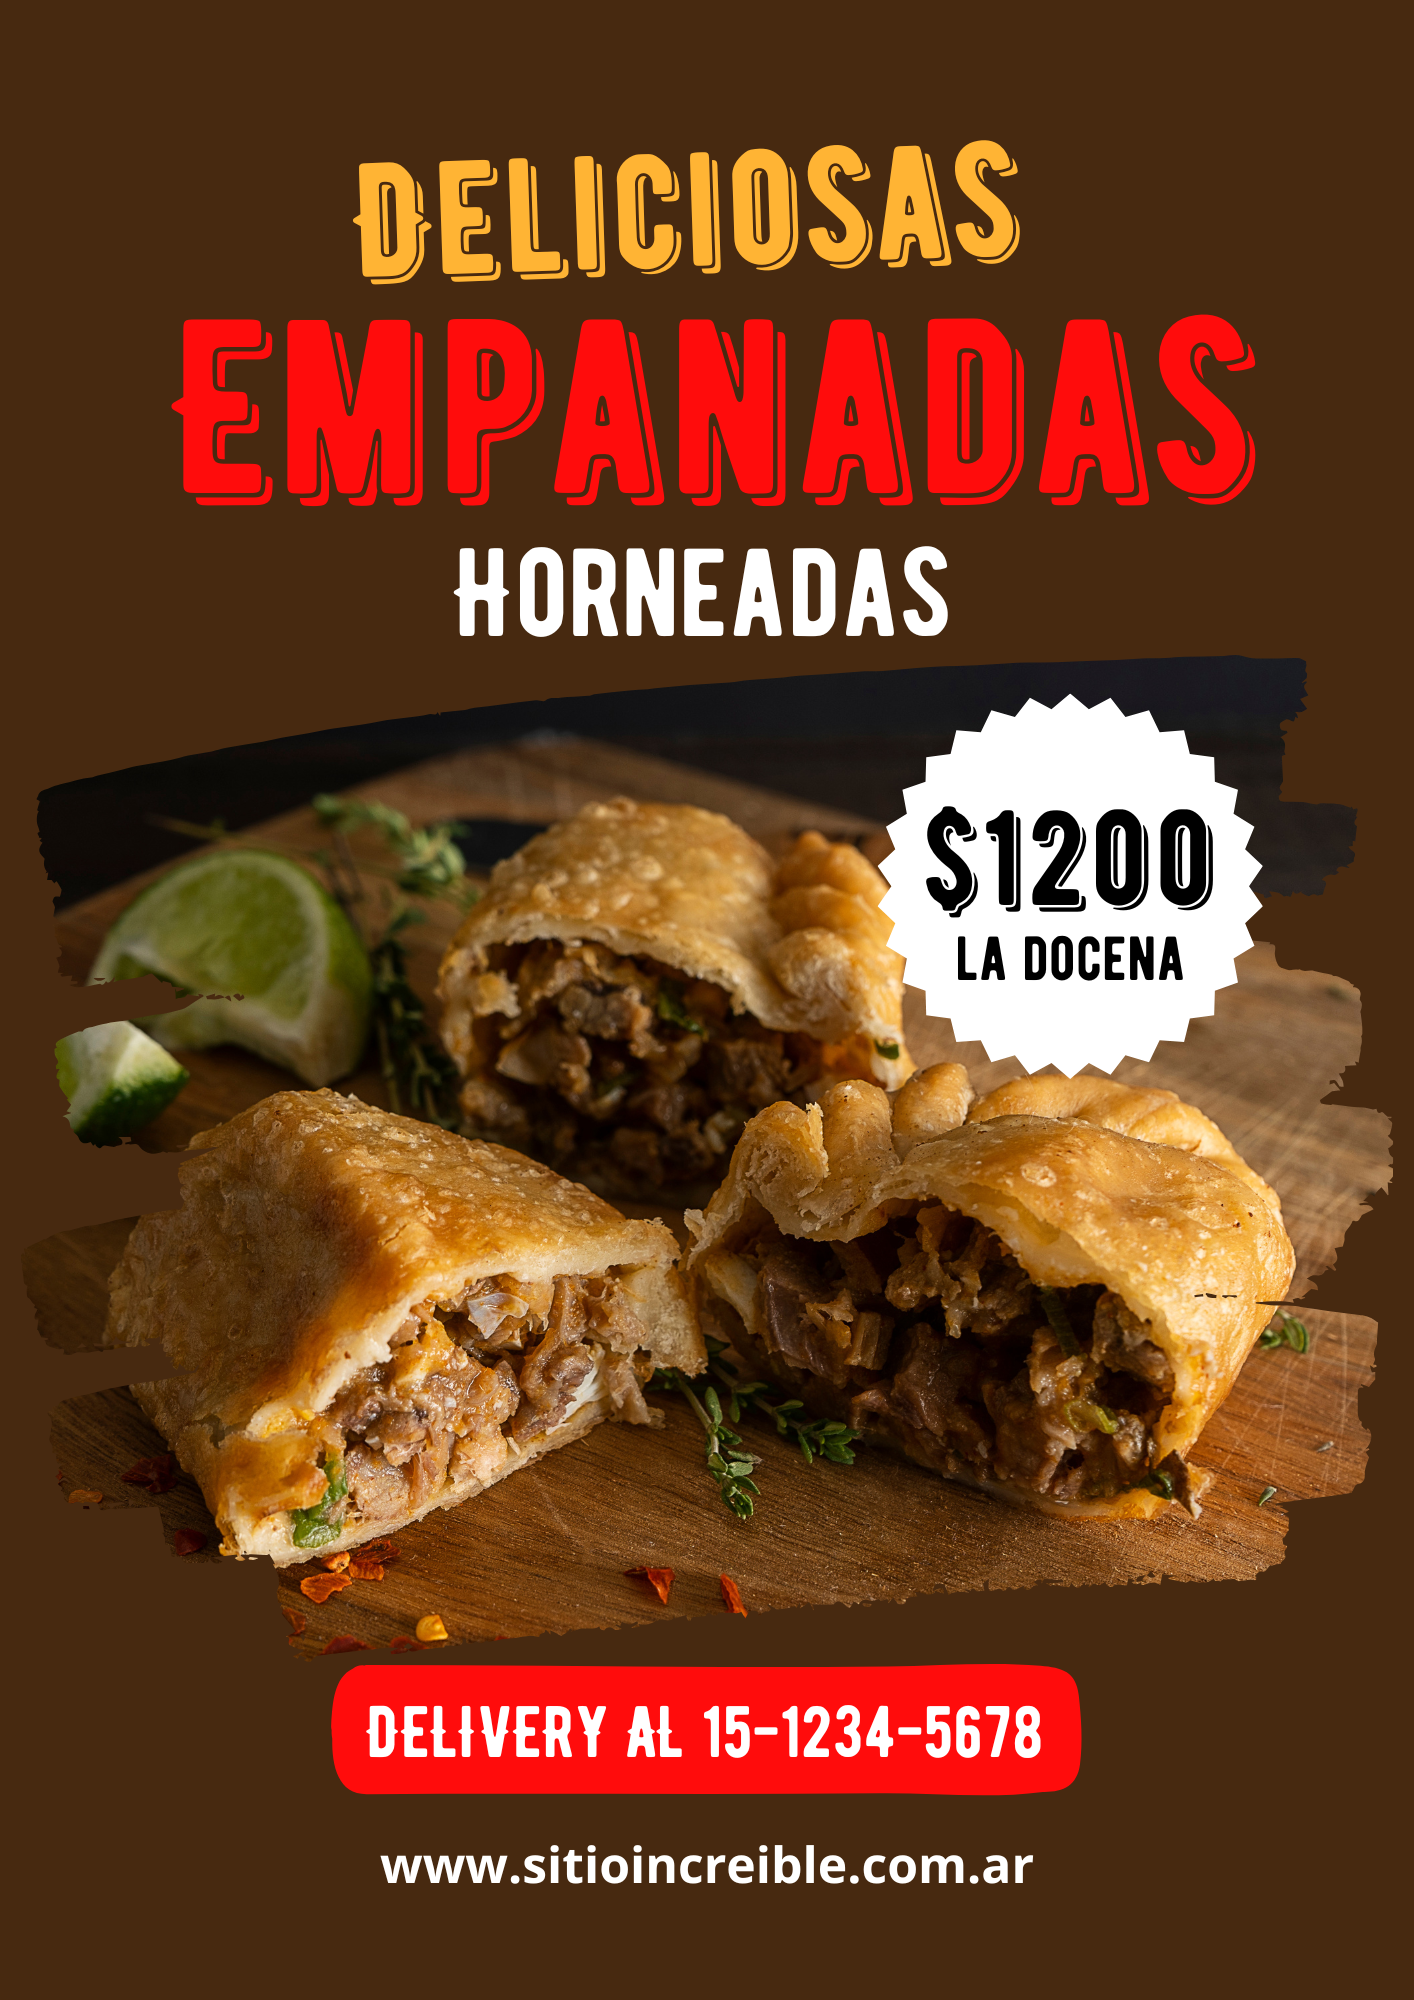 DELICIOSAS
EMPANADAS
HORNEADAS
$1200
LA DOCENA
DELIVERY AL 15-1234-5678
www.sitioincreible.com.ar